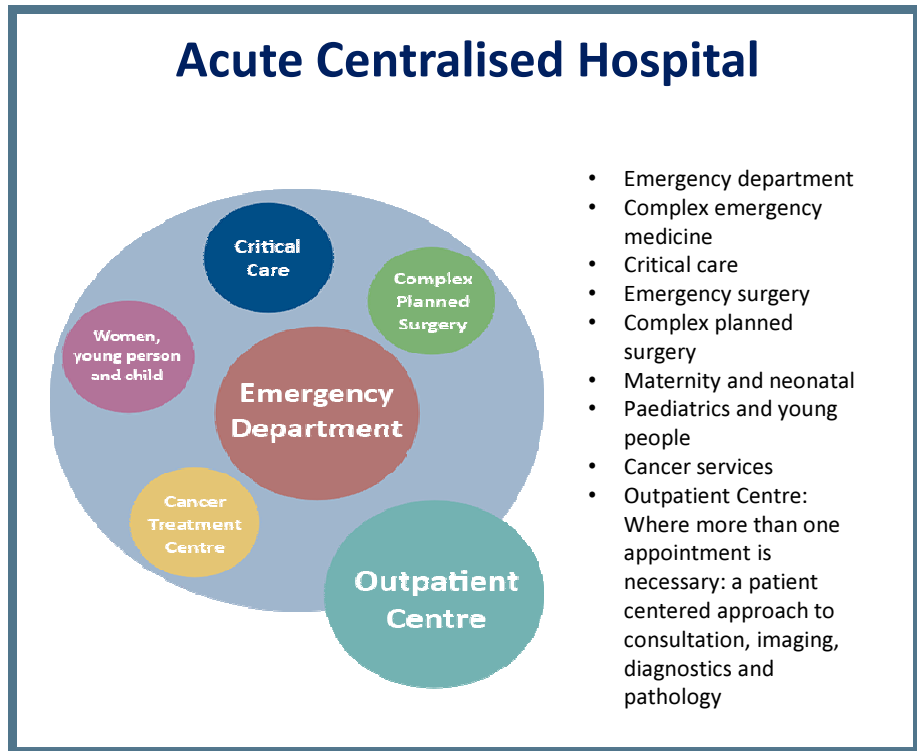 Acute Centralised Hospital
Critical
Care
Complex
Planned
Surgery
Women,
young person
and child
Emergency
Department
Cancer
Treatment
Centre
Outpatient
Centre
• Emergency department
• Complex emergency
medicine
• Critical care
• Emergency surgery
• Complex planned
surgery
• Maternity and neonatal
• Paediatrics and young
people
• Cancer services
• Outpatient Centre:
Where more than one
appointment is
necessary: a patient
centered approach to
consultation, imaging,
diagnostics and
pathology